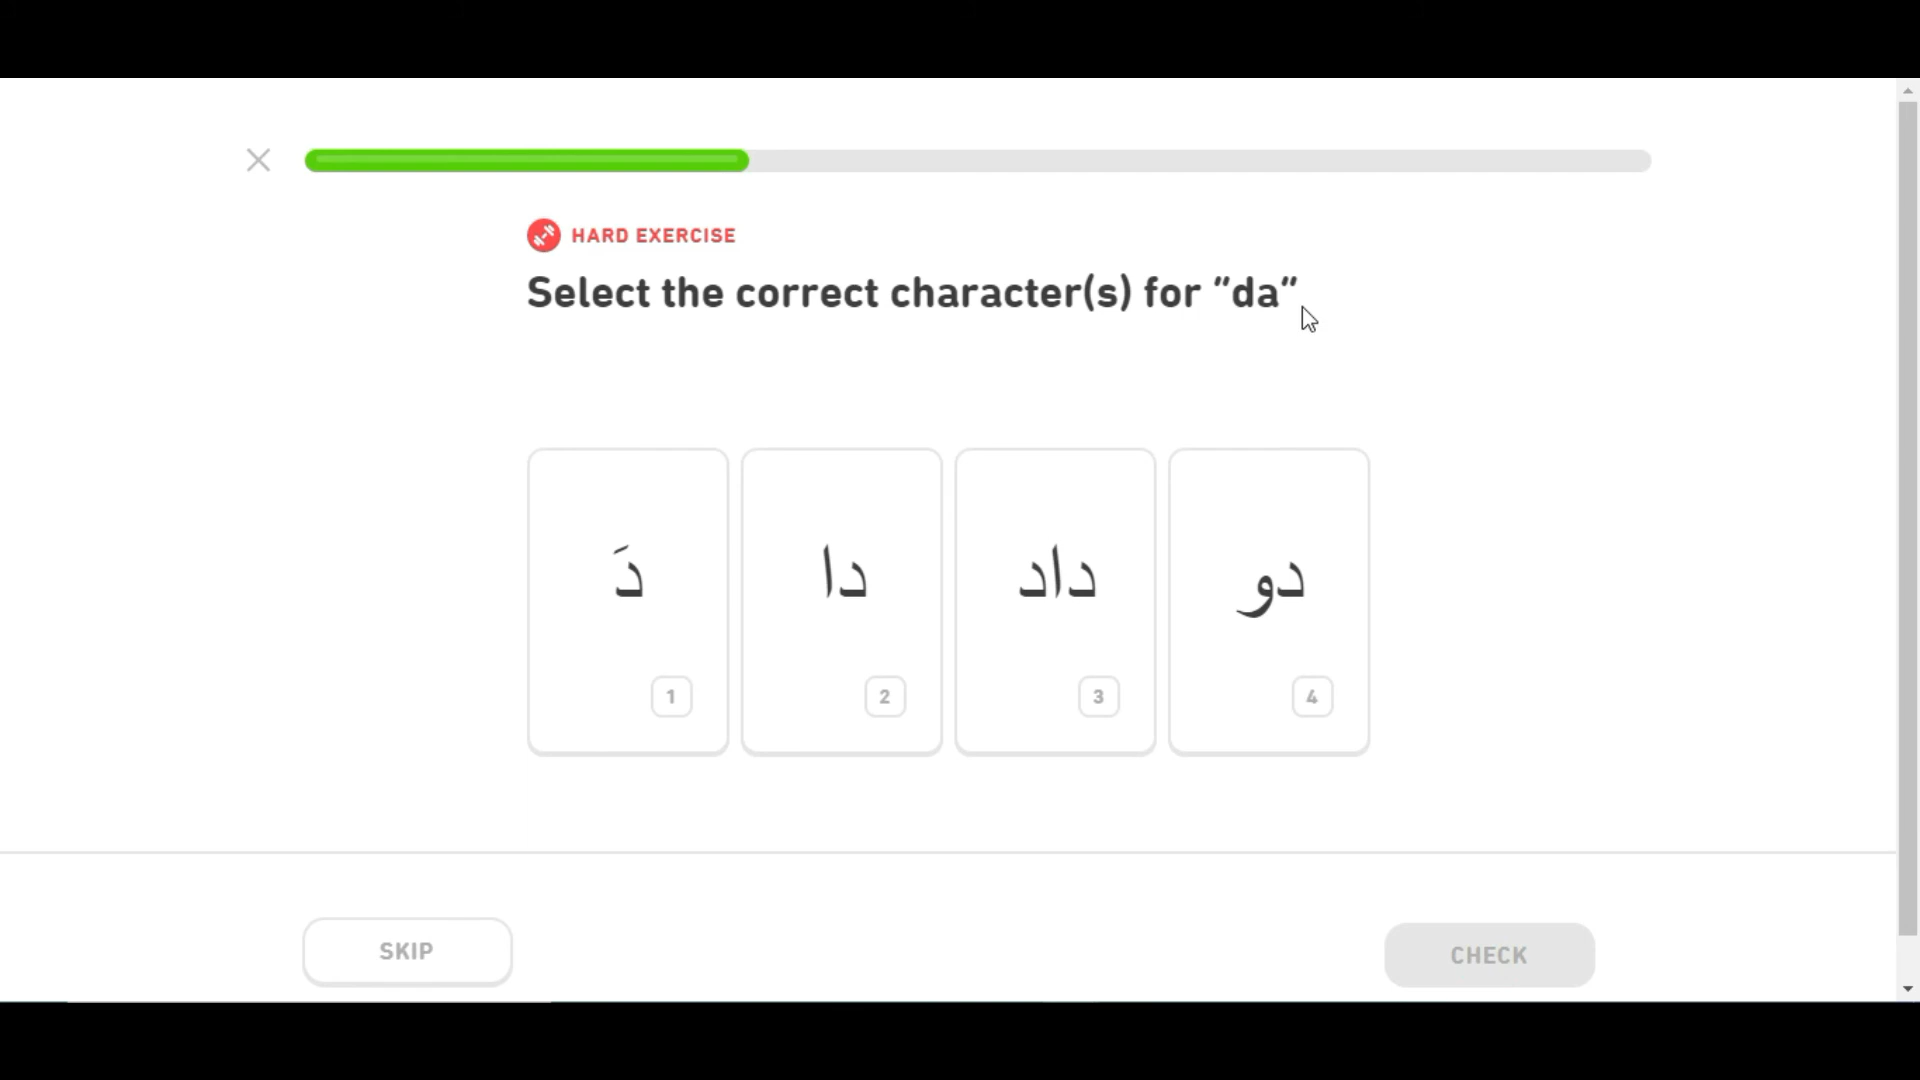 HARD EXERCISE
Select the correct character(s) for "da"
دَ
دا
داد
دو
1
2
3
4
SKIP
CHECK